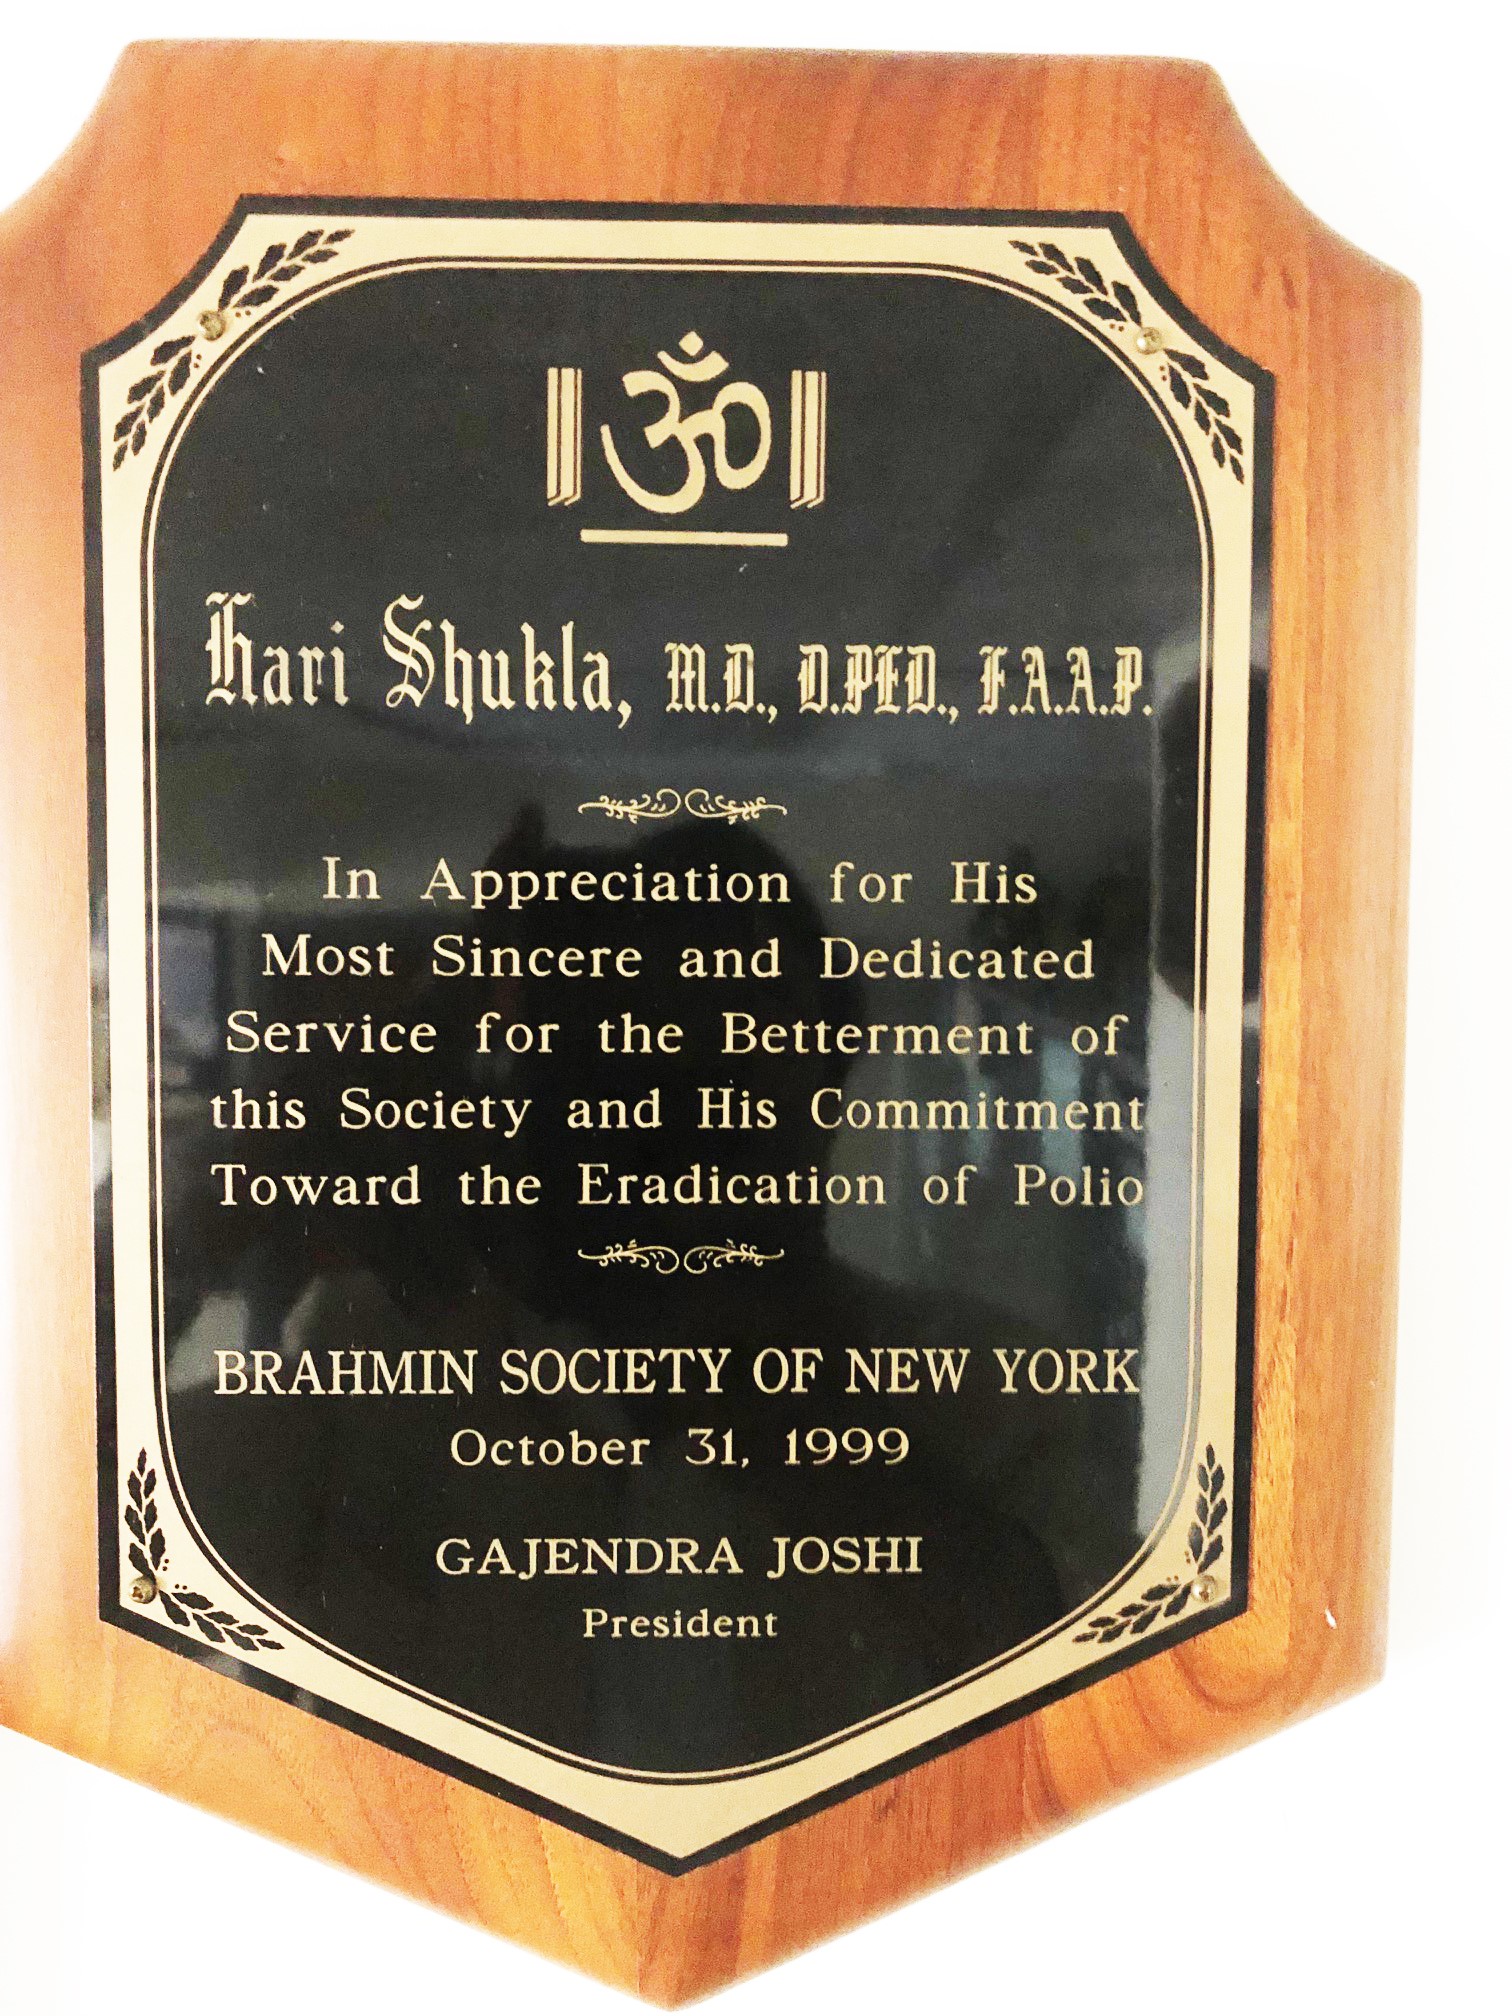 ॥ ॐ ॥
Hari Shukla, M.D., D.PED., F.A.A.P.
In Appreciation for His
Most Sincere and Dedicated
Service for the Betterment of
this Society and His Commitment
Toward the Eradication of Polio
BRAHMIN SOCIETY OF NEW YORK
October 31, 1999
GAJENDRA JOSHI
President